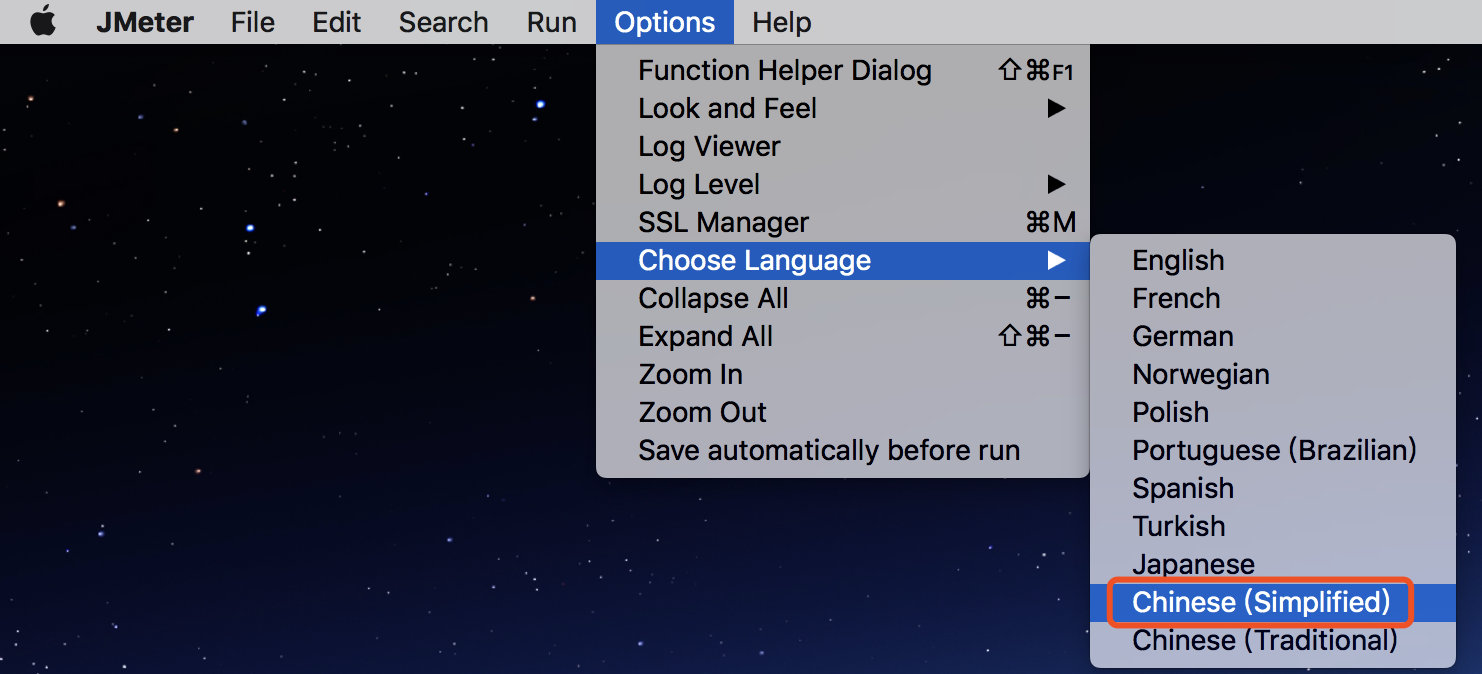 JMeter File Edit Search Run Options Help
Function Helper Dialog ⇧⌘F1
Look and Feel ▶
Log Viewer
Log Level ▶
SSL Manager ⌘M
Choose Language ▶
Collapse All ⌘−
Expand All ⇧⌘−
Zoom In
Zoom Out
Save automatically before run
English
French
German
Norwegian
Polish
Portuguese (Brazilian)
Spanish
Turkish
Japanese
Chinese (Simplified)
Chinese (Traditional)